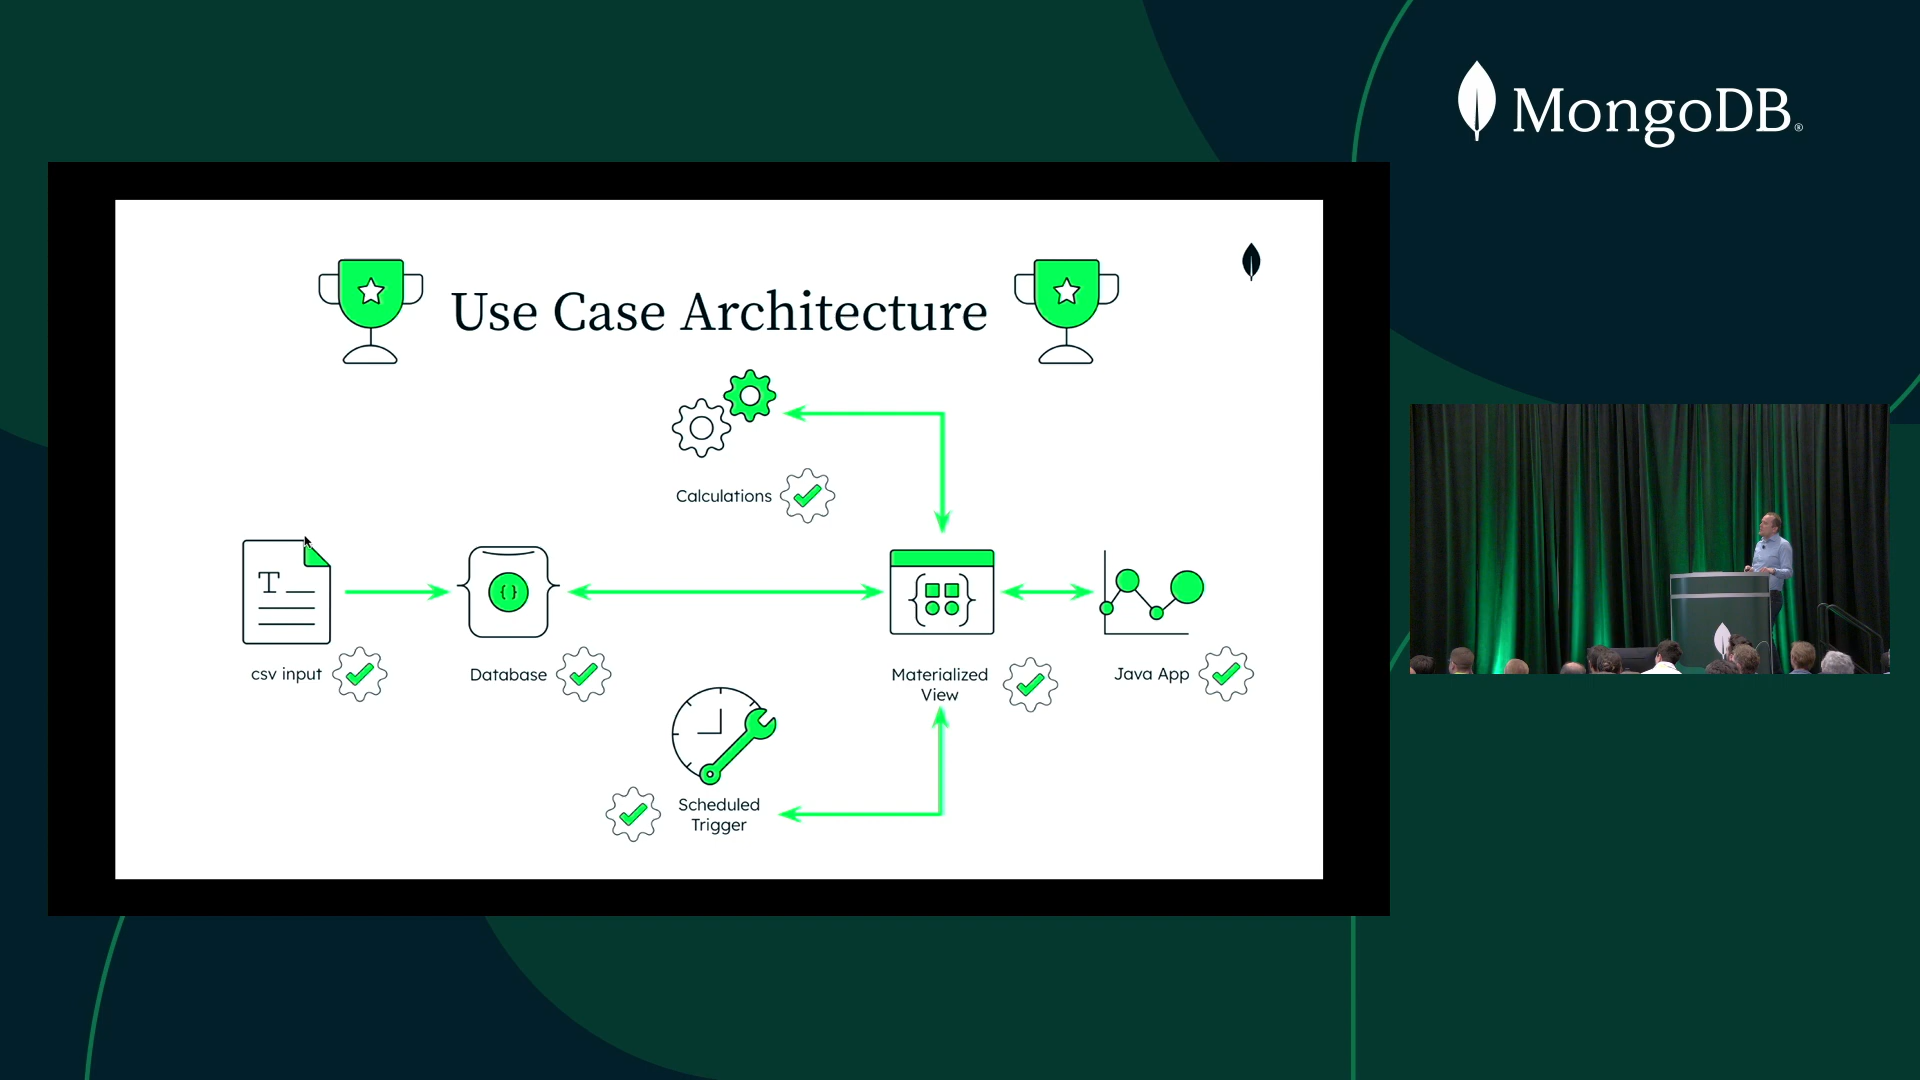 MongoDB®
Use Case Architecture
Calculations
T
{ }
{ }
csv input
Database
Materialized
View
Java App
Scheduled
Trigger